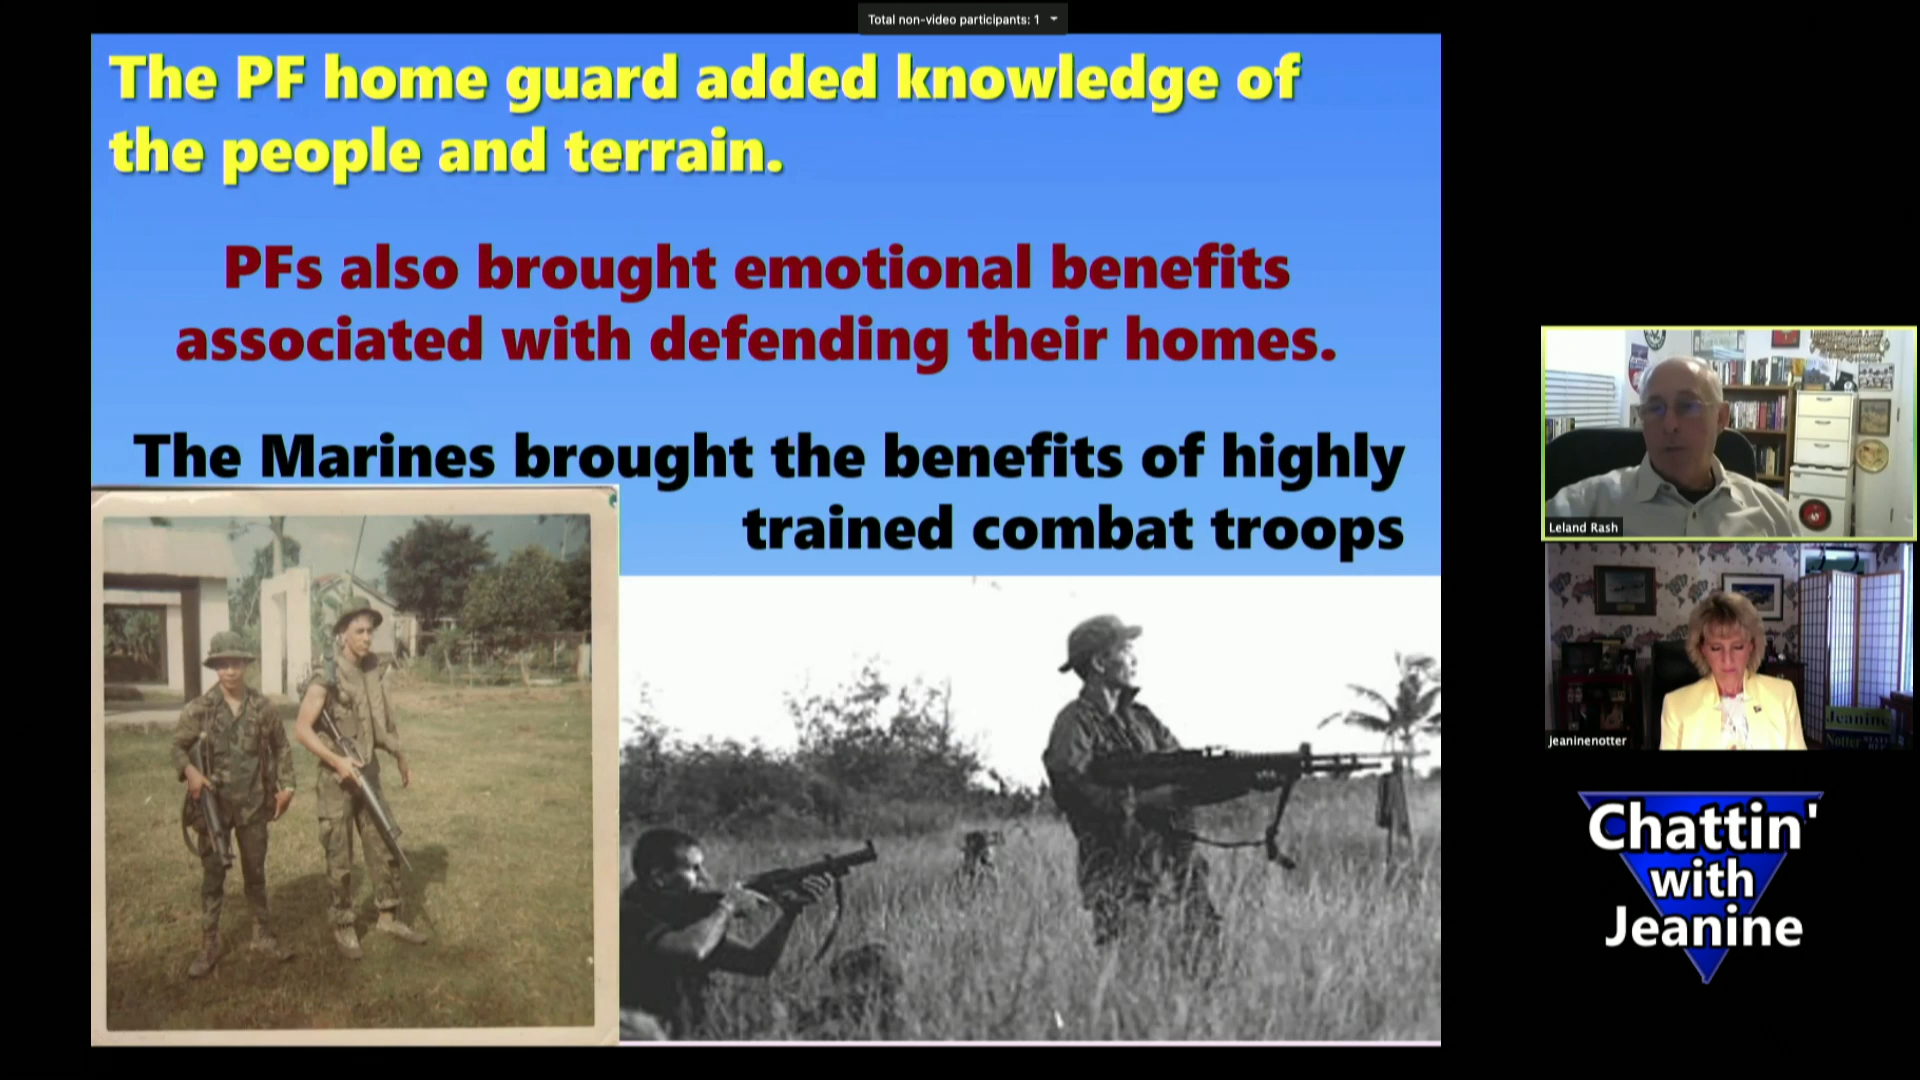 Total non-video participants: 1
The PF home guard added knowledge of
the people and terrain.
PFs also brought emotional benefits
associated with defending their homes.
The Marines brought the benefits of highly
trained combat troops
Leland Rash
Jeanine
Notter
jeaninenotter
Chattin'
with
Jeanine